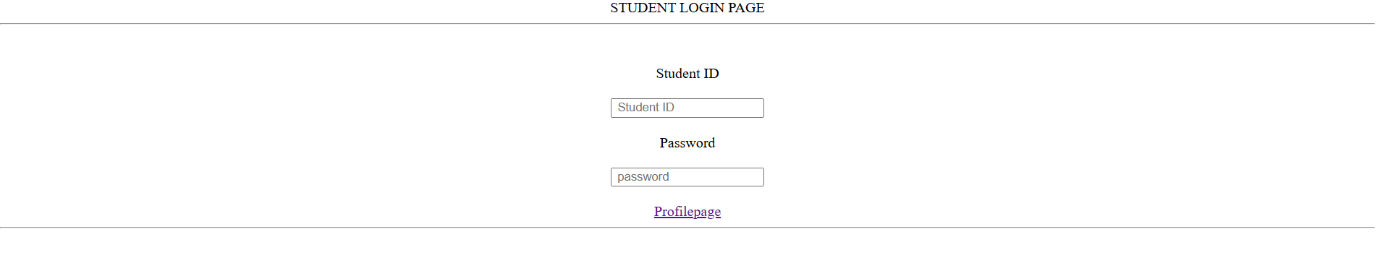 STUDENT LOGIN PAGE
Student ID
Student ID
Password
password
Profilepage